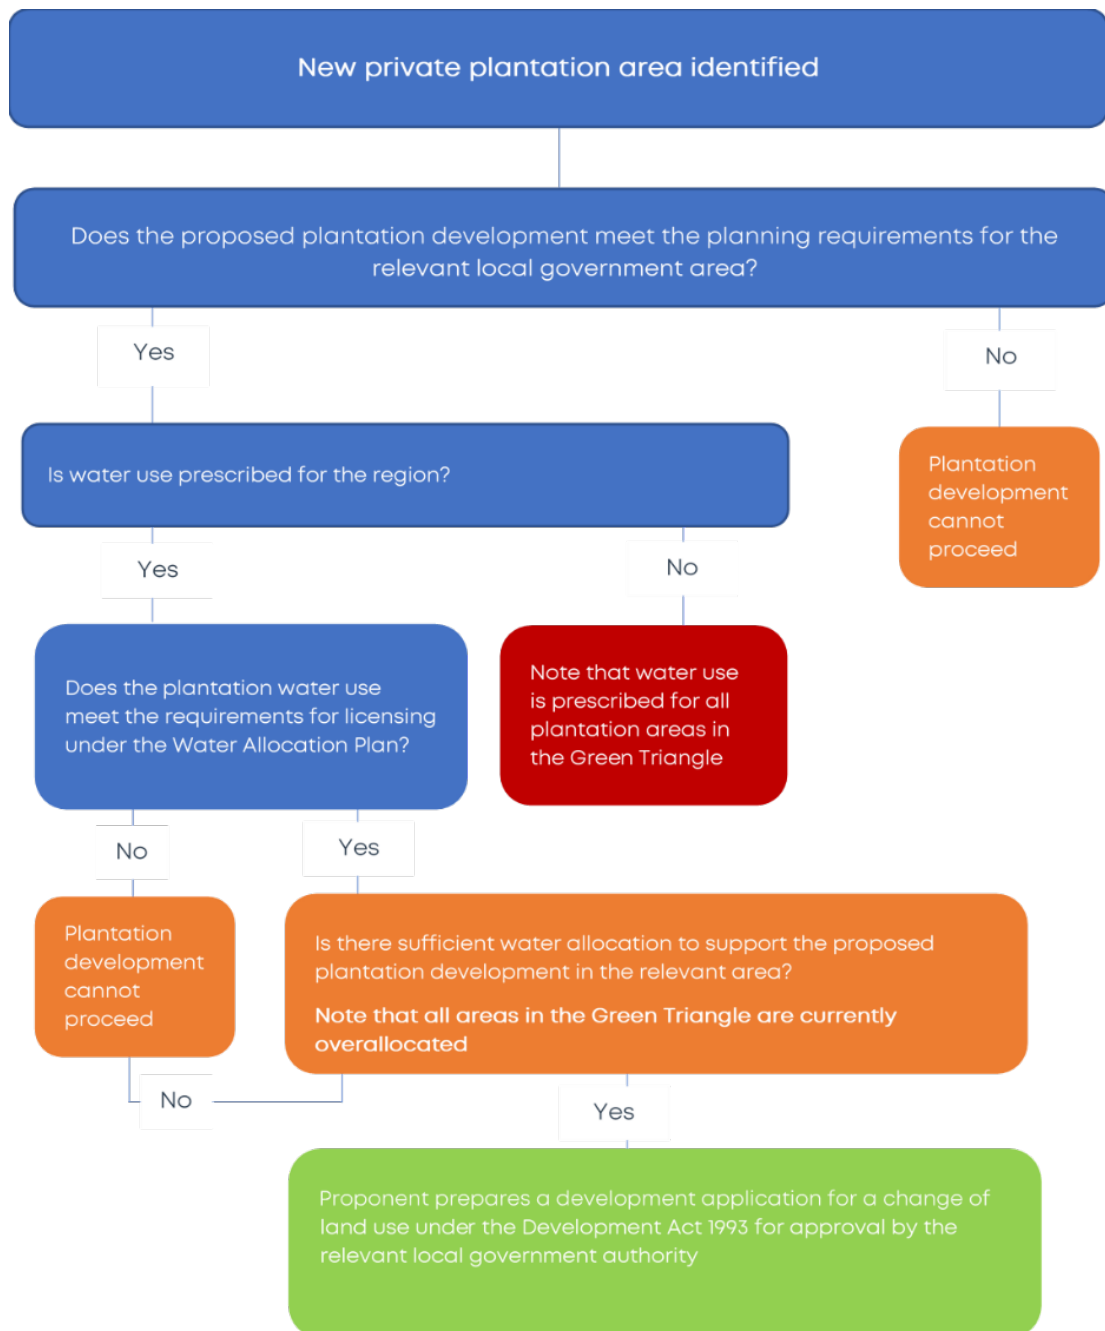 New private plantation area identified
Does the proposed plantation development meet the planning requirements for the
relevant local government area?
Yes
No
Is water use prescribed for the region?
Plantation
development
cannot
proceed
Yes
No
Does the plantation water use
meet the requirements for licensing
under the Water Allocation Plan?
Note that water use
is prescribed for all
plantation areas in
the Green Triangle
No
Yes
Plantation
development
cannot
proceed
Is there sufficient water allocation to support the proposed
plantation development in the relevant area?
Note that all areas in the Green Triangle are currently
overallocated
No
Yes
Proponent prepares a development application for a change of
land use under the Development Act 1993 for approval by the
relevant local government authority